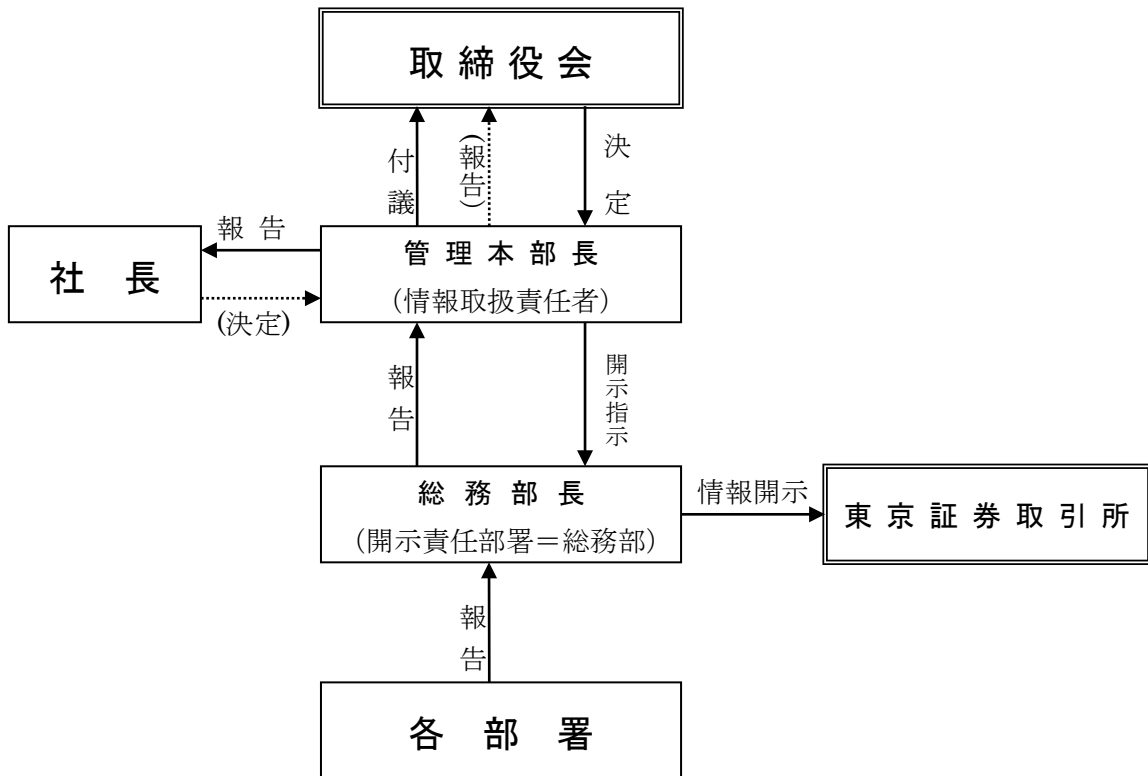 取締役会
付議
(報告)
決定
報告
社長
(決定)
管理本部長
（情報取扱責任者）
報告
開示指示
総務部長
（開示責任部署＝総務部）
情報開示
東京証券取引所
報告
各部署